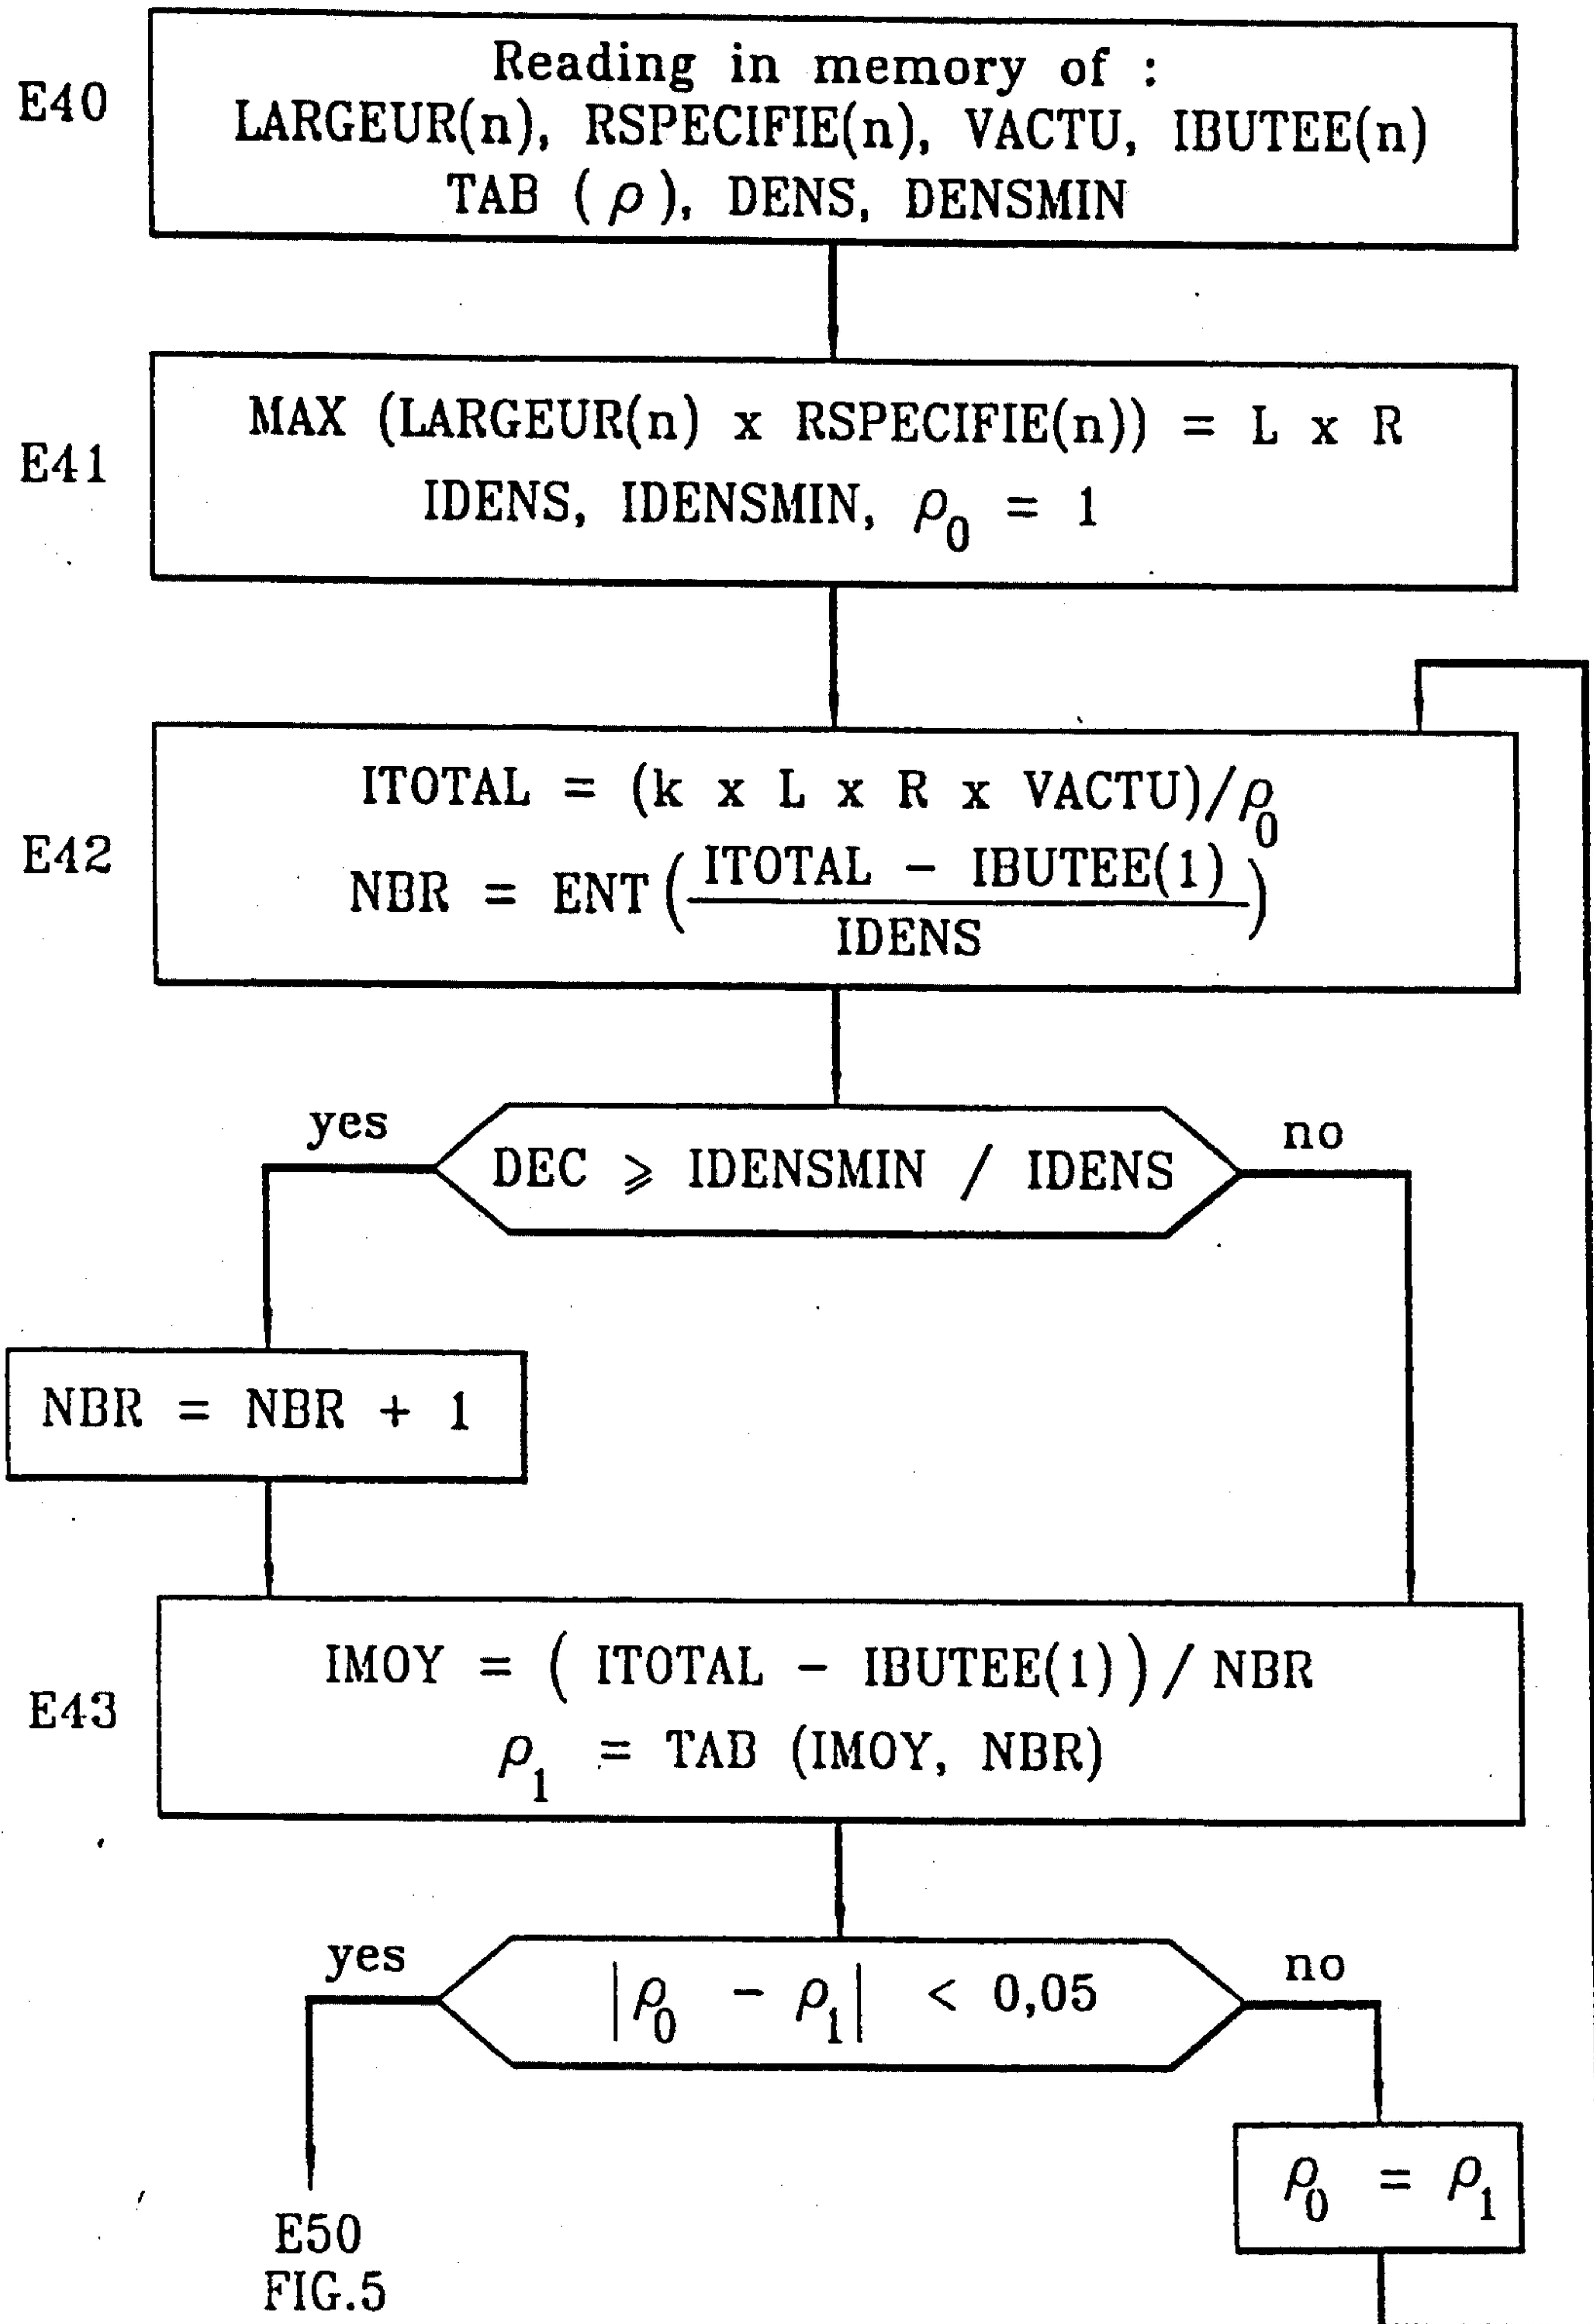 E40
Reading in memory of :
LARGEUR(n), RSPECIFIE(n), VACTU, IBUTEE(n)
TAB (ρ), DENS, DENSMIN
E41
MAX (LARGEUR(n) x RSPECIFIE(n)) = L x R
IDENS, IDENSMIN, ρ0 = 1
E42
ITOTAL = (k x L x R x VACTU)/ρ0
NBR = ENT(ITOTAL - IBUTEE(1)
IDENS)
yes
DEC ⩾ IDENSMIN / IDENS
no
NBR = NBR + 1
E43
IMOY = ( ITOTAL - IBUTEE(1))/ NBR
ρ1 = TAB (IMOY, NBR)
yes
|ρ0 - ρ1| < 0,05
no
ρ0 = ρ1
E50
FIG.5